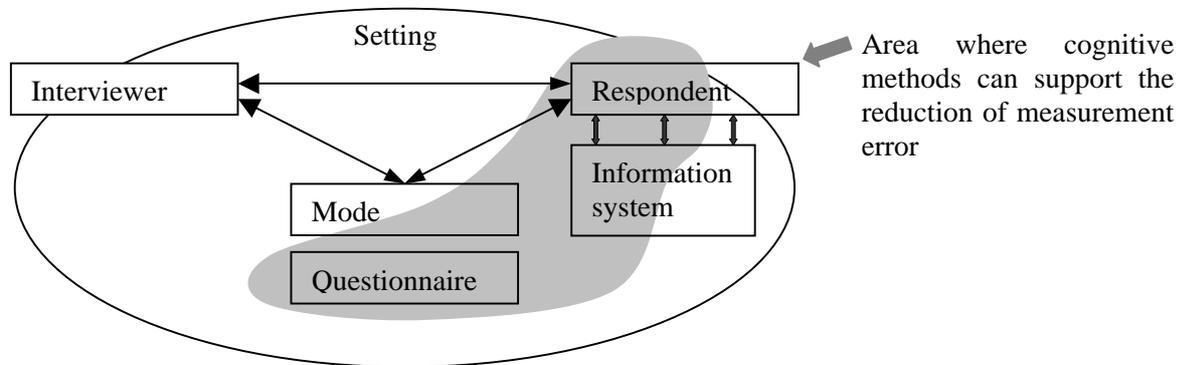 Setting
Interviewer
Respondent
Area where cognitive
methods can support the
reduction of measurement
error
Information
system
Mode
Questionnaire